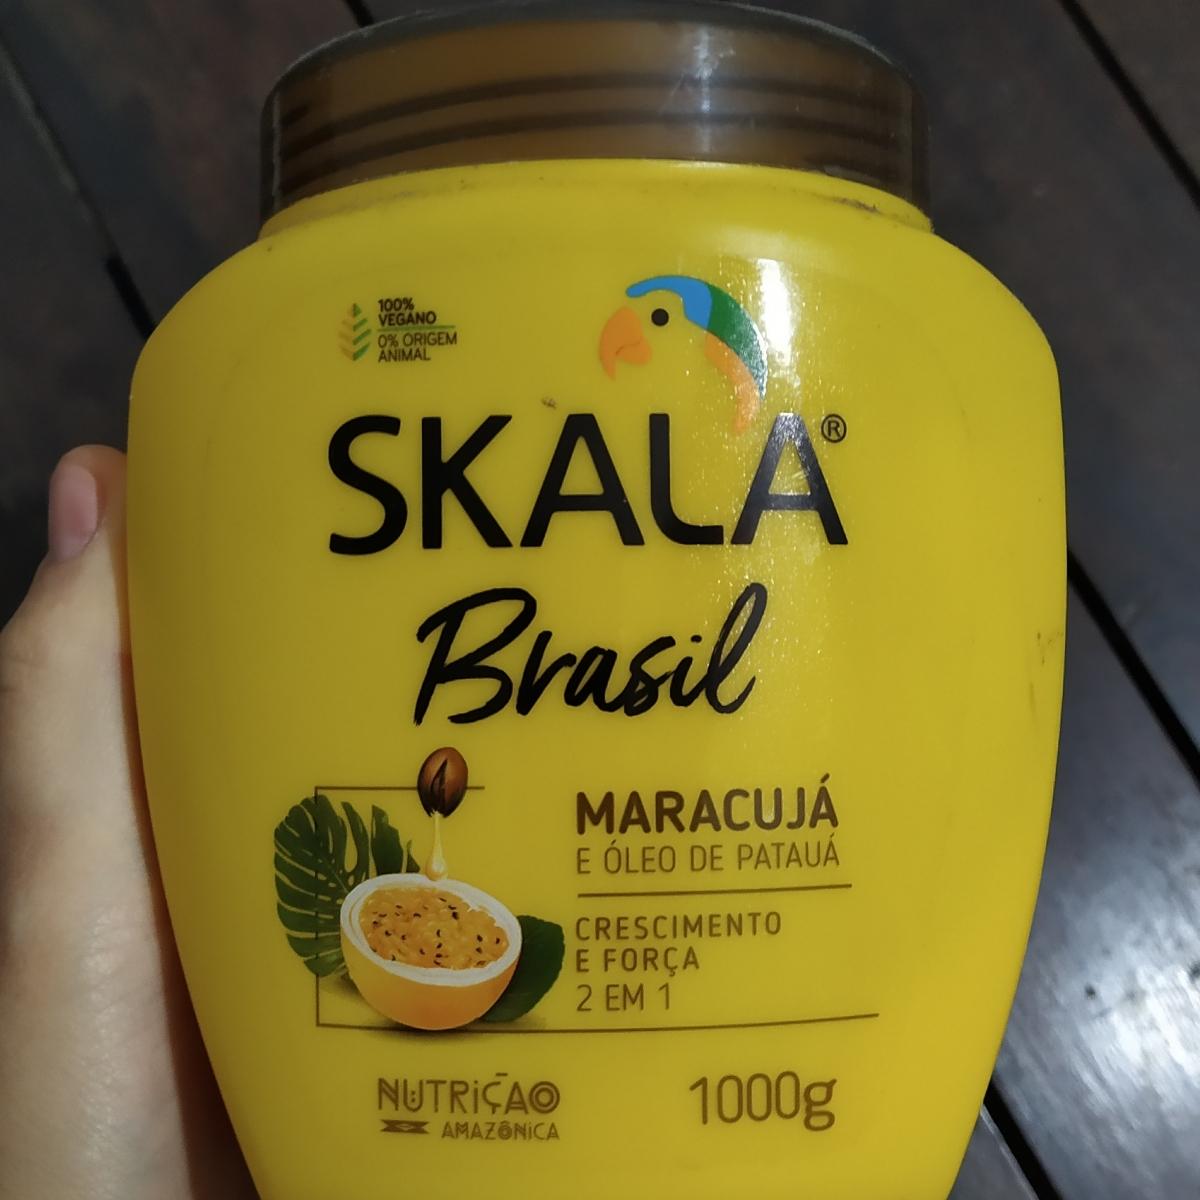 100%
VEGANO
0% ORIGEM
ANIMAL
SKALA®
Brasil
MARACUJÁ
E ÓLEO DE PATAUÁ
CRESCIMENTO
E FORÇA
2 EM 1
NUTRIÇÃO
AMAZÔNICA
1000g